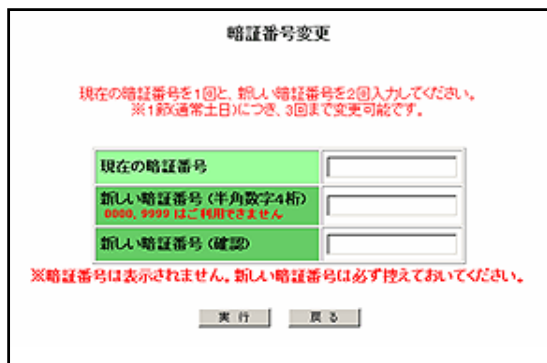 暗証番号変更
現在の暗証番号を1回と、新しい暗証番号を2回入力してください。
※1節(通常土日)につき、3回まで変更可能です。
現在の暗証番号
新しい暗証番号(半角数字4桁)
0000, 9999 はご利用できません
新しい暗証番号(確認)
※暗証番号は表示されません。新しい暗証番号は必ず控えておいてください。
実行 戻る